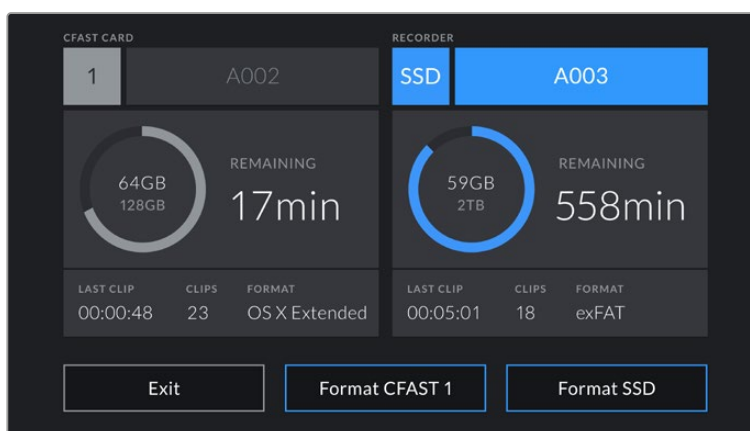 CFAST CARD
1 A002
64GB
128GB
REMAINING
17min
LAST CLIP CLIPS FORMAT
00:00:48 23 OS X Extended
RECORDER
SSD A003
59GB
2TB
REMAINING
558min
LAST CLIP CLIPS FORMAT
00:05:01 18 exFAT
Exit Format CFAST 1 Format SSD